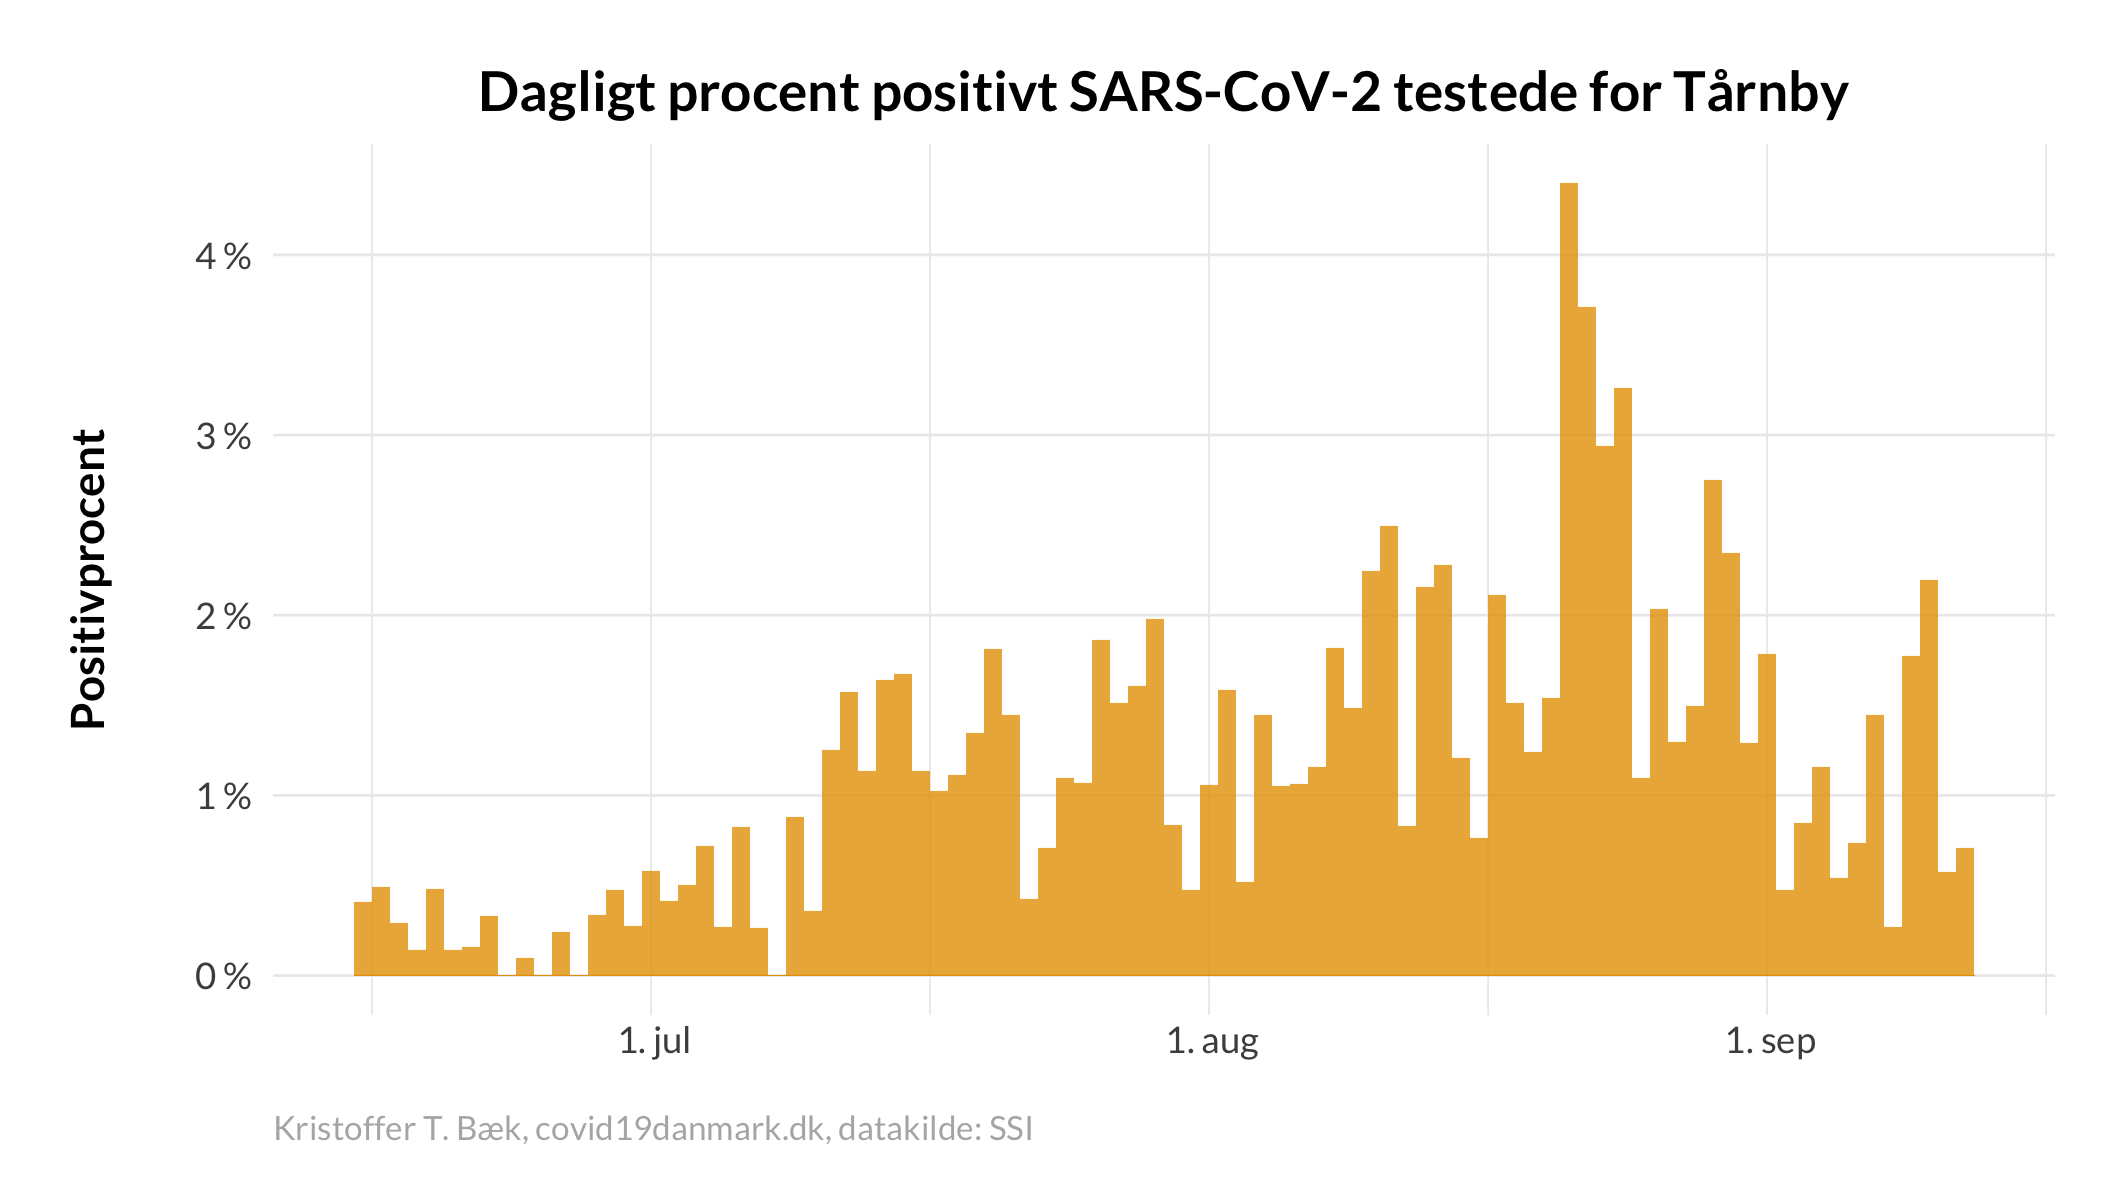 Dagligt procent positivt SARS-CoV-2 testede for Tårnby
Positivprocent
4 %
3 %
2 %
1 %
0 %
1. jul
1. aug
1. sep
Kristoffer T. Bæk, covid19danmark.dk, datakilde: SSI